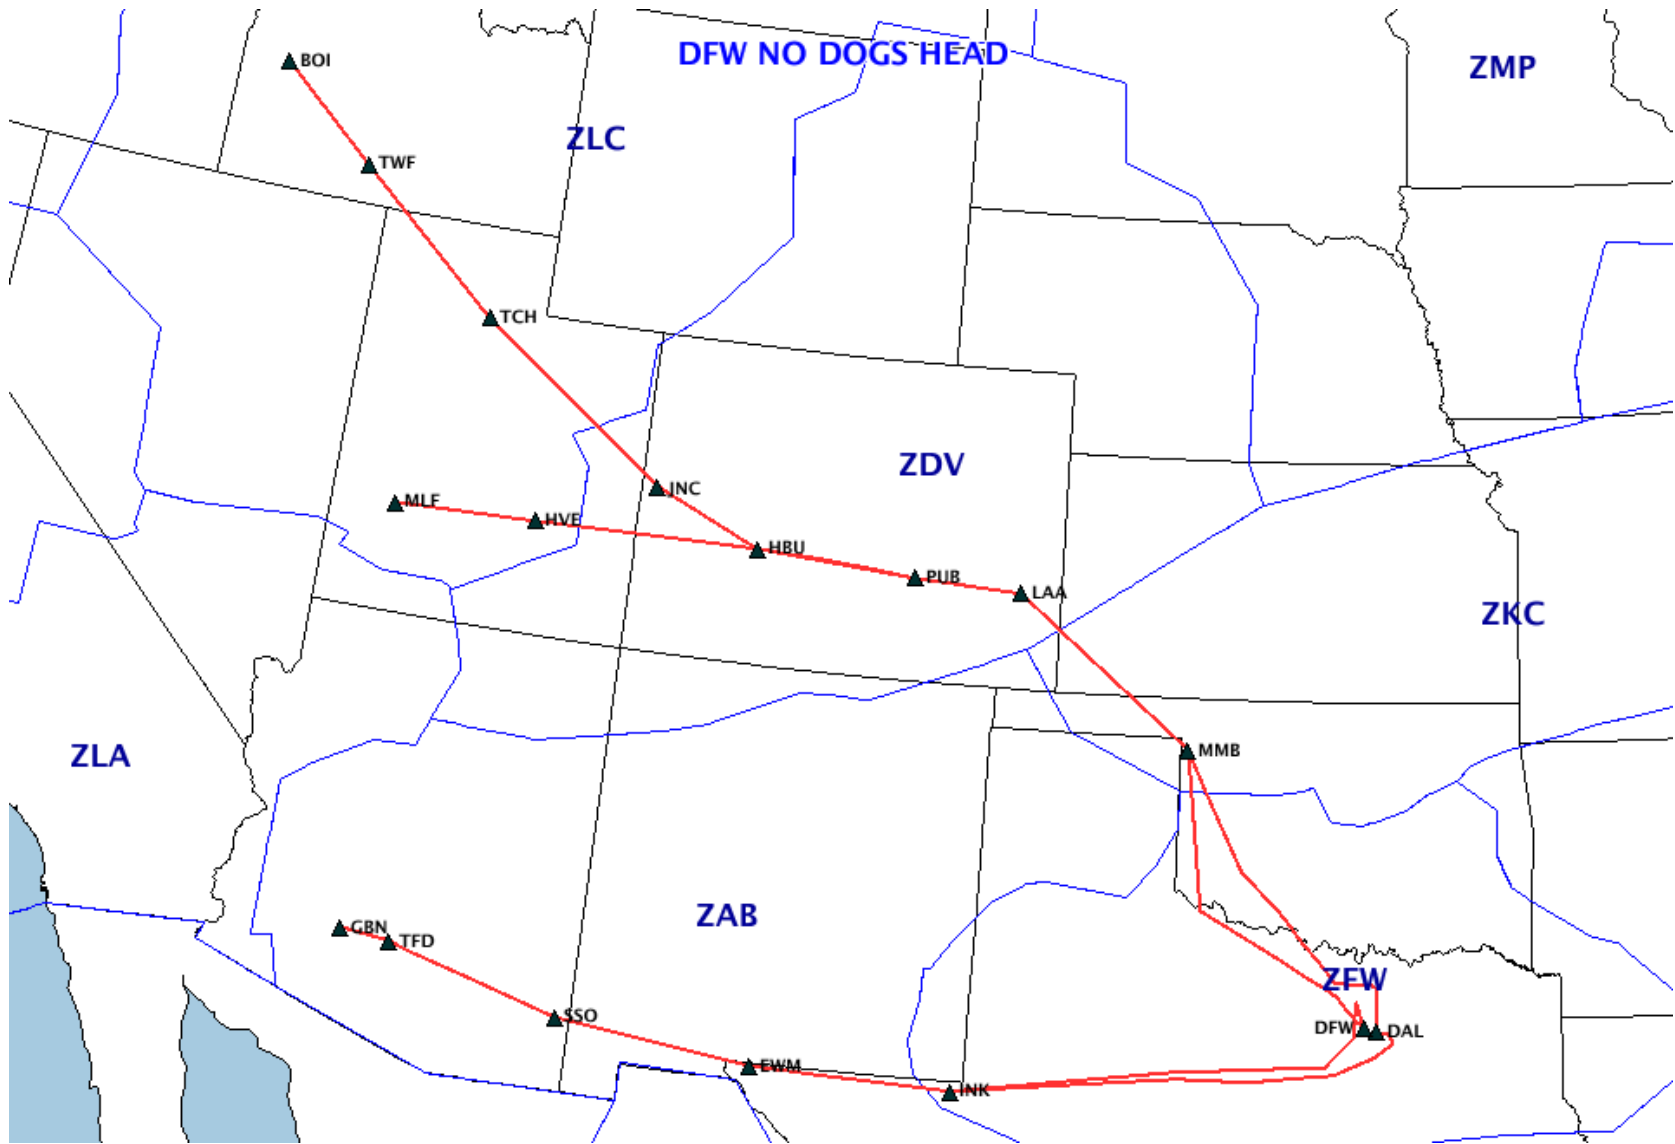 DFW NO DOGS HEAD
BOI
ZMP
ZLC
TWF
TCH
ZDV
JNC
MLF
HVE
HBU
PUB
LAA
ZKC
ZLA
MMB
ZAB
GBN
TFD
ZFW
SSO
DFW
DAL
EWM
INK